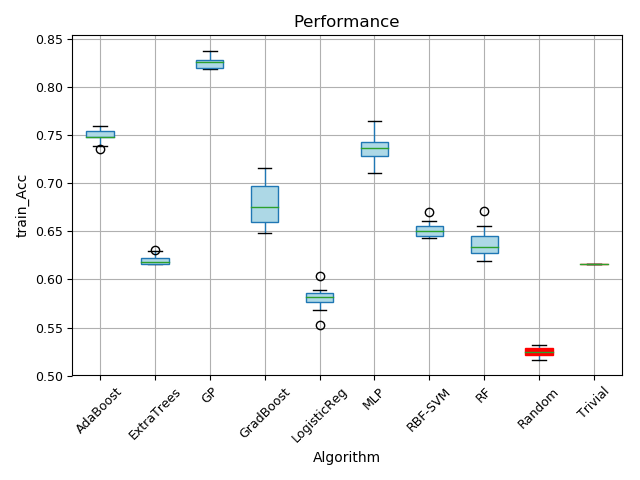 Performance
train_Acc
0.85
0.80
0.75
0.70
0.65
0.60
0.55
0.50
AdaBoost
ExtraTrees
GP
GradBoost
LogisticReg
MLP
RBF-SVM
RF
Random
Trivial
Algorithm